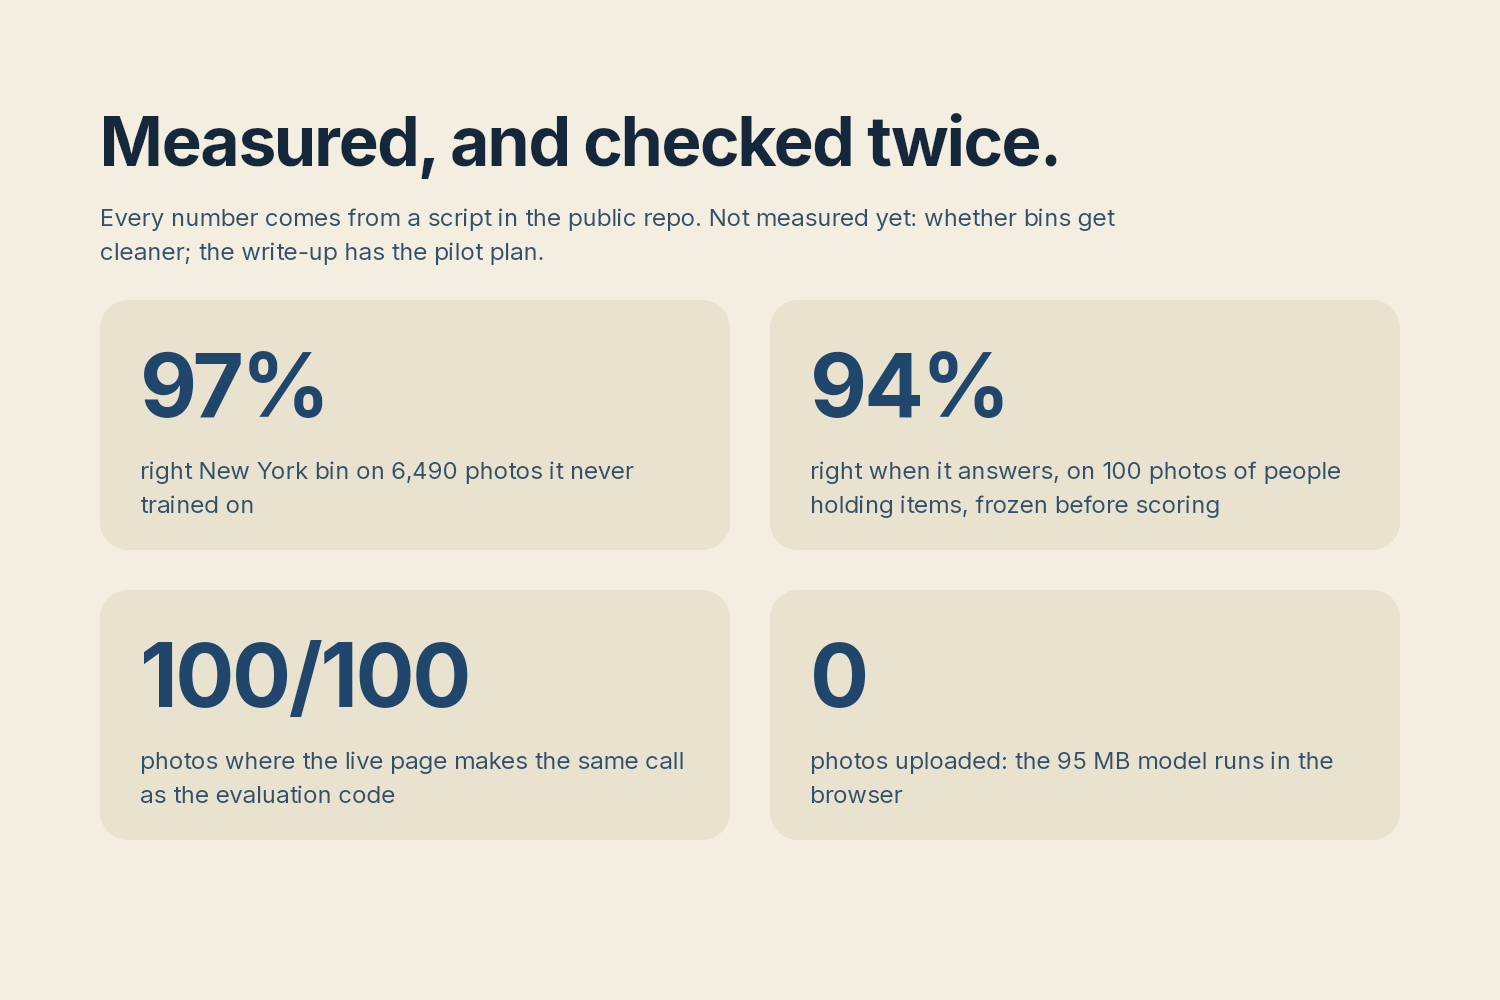 Measured, and checked twice.
Every number comes from a script in the public repo. Not measured yet: whether bins get
cleaner; the write-up has the pilot plan.
97%
right New York bin on 6,490 photos it never
trained on
94%
right when it answers, on 100 photos of people
holding items, frozen before scoring
100/100
photos where the live page makes the same call
as the evaluation code
0
photos uploaded: the 95 MB model runs in the
browser